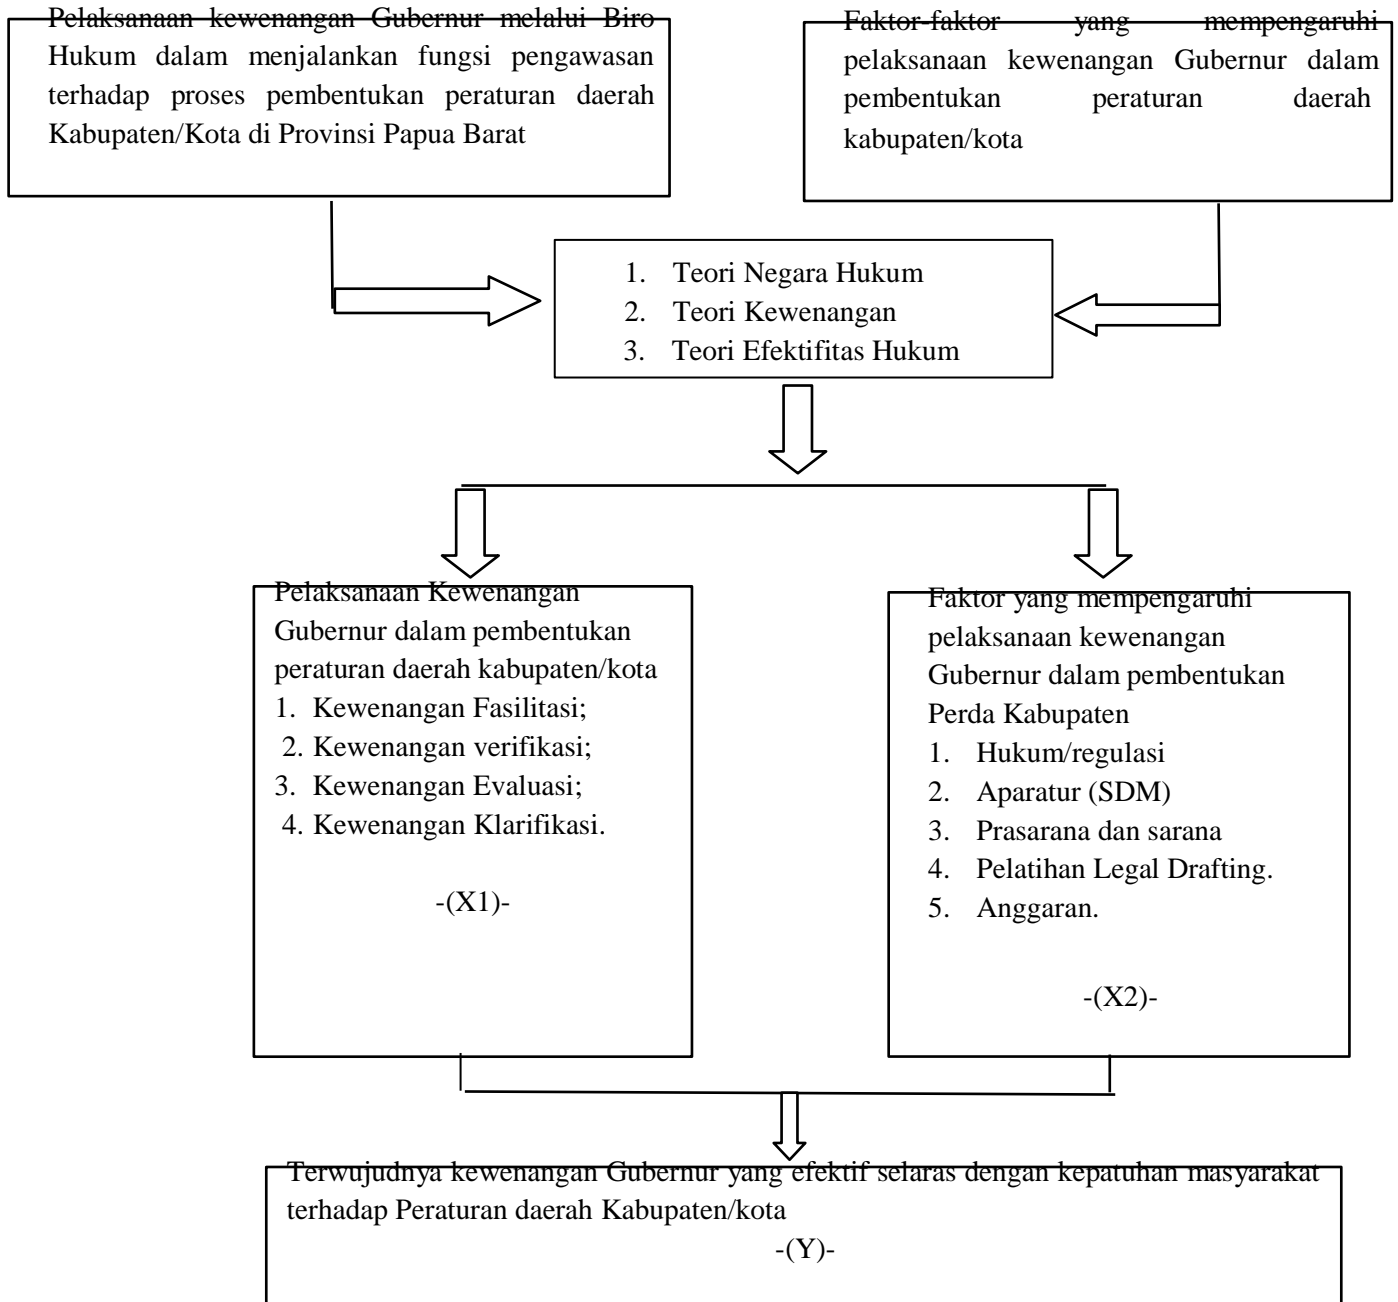 Pelaksanaan kewenangan Gubernur melalui Biro
Hukum dalam menjalankan fungsi pengawasan
terhadap proses pembentukan peraturan daerah
Kabupaten/Kota di Provinsi Papua Barat
Faktor-faktor yang mempengaruhi
pelaksanaan kewenangan Gubernur dalam
pembentukan peraturan daerah
kabupaten/kota
1. Teori Negara Hukum
2. Teori Kewenangan
3. Teori Efektifitas Hukum
Pelaksanaan Kewenangan
Gubernur dalam pembentukan
peraturan daerah kabupaten/kota
1. Kewenangan Fasilitasi;
2. Kewenangan verifikasi;
3. Kewenangan Evaluasi;
4. Kewenangan Klarifikasi.
-(X1)-
Faktor yang mempengaruhi
pelaksanaan kewenangan
Gubernur dalam pembentukan
Perda Kabupaten
1. Hukum/regulasi
2. Aparatur (SDM)
3. Prasarana dan sarana
4. Pelatihan Legal Drafting.
5. Anggaran.
-(X2)-
Terwujudnya kewenangan Gubernur yang efektif selaras dengan kepatuhan masyarakat
terhadap Peraturan daerah Kabupaten/kota
-(Y)-